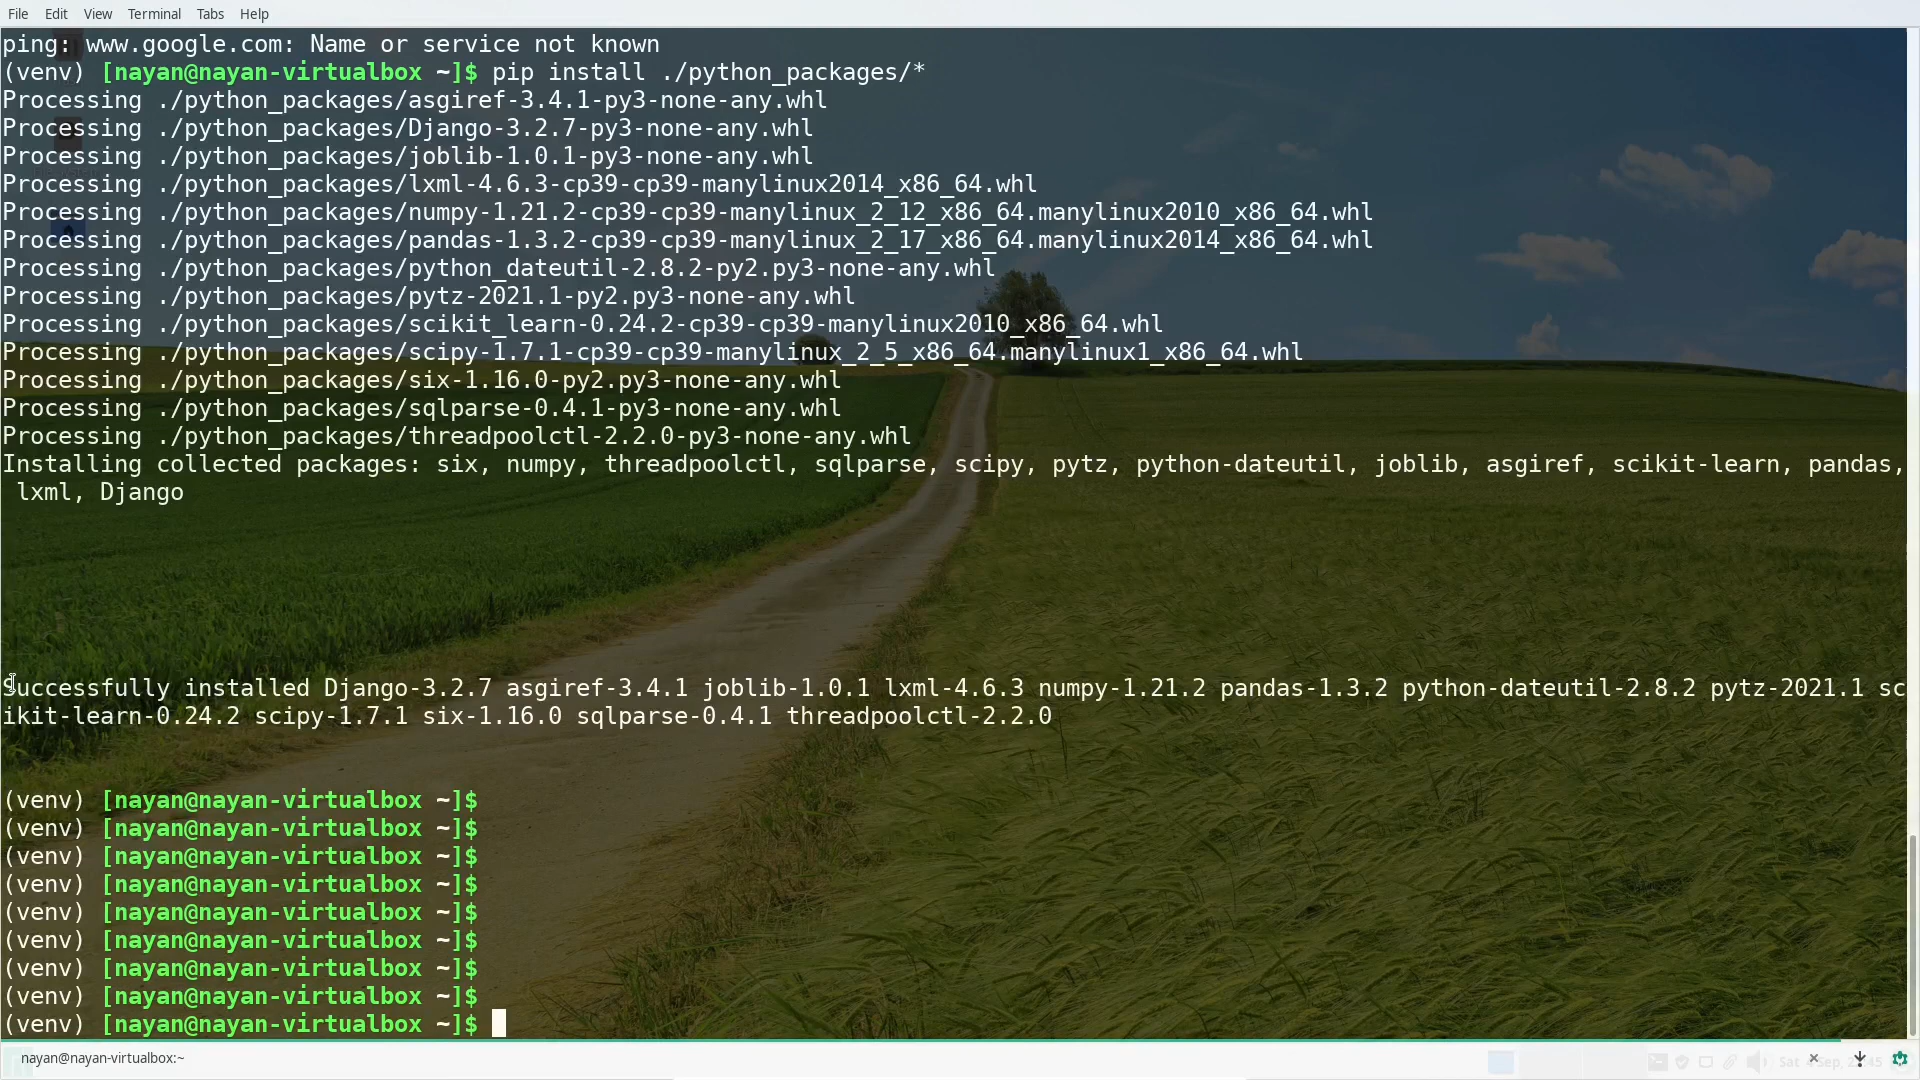 File Edit View Terminal Tabs Help
ping: www.google.com: Name or service not known
(venv) [nayan@nayan-virtualbox ~]$ pip install ./python_packages/*
Processing ./python_packages/asgiref-3.4.1-py3-none-any.whl
Processing ./python_packages/Django-3.2.7-py3-none-any.whl
Processing ./python_packages/joblib-1.0.1-py3-none-any.whl
Processing ./python_packages/lxml-4.6.3-cp39-cp39-manylinux2014_x86_64.whl
Processing ./python_packages/numpy-1.21.2-cp39-cp39-manylinux_2_12_x86_64.manylinux2010_x86_64.whl
Processing ./python_packages/pandas-1.3.2-cp39-cp39-manylinux_2_17_x86_64.manylinux2014_x86_64.whl
Processing ./python_packages/python_dateutil-2.8.2-py2.py3-none-any.whl
Processing ./python_packages/pytz-2021.1-py2.py3-none-any.whl
Processing ./python_packages/scikit_learn-0.24.2-cp39-cp39-manylinux2010_x86_64.whl
Processing ./python_packages/scipy-1.7.1-cp39-cp39-manylinux_2_5_x86_64.manylinux1_x86_64.whl
Processing ./python_packages/six-1.16.0-py2.py3-none-any.whl
Processing ./python_packages/sqlparse-0.4.1-py3-none-any.whl
Processing ./python_packages/threadpoolctl-2.2.0-py3-none-any.whl
Installing collected packages: six, numpy, threadpoolctl, sqlparse, scipy, pytz, python-dateutil, joblib, asgiref, scikit-learn, pandas,
lxml, Django
Successfully installed Django-3.2.7 asgiref-3.4.1 joblib-1.0.1 lxml-4.6.3 numpy-1.21.2 pandas-1.3.2 python-dateutil-2.8.2 pytz-2021.1 sc
ikit-learn-0.24.2 scipy-1.7.1 six-1.16.0 sqlparse-0.4.1 threadpoolctl-2.2.0
(venv) [nayan@nayan-virtualbox ~]$
(venv) [nayan@nayan-virtualbox ~]$
(venv) [nayan@nayan-virtualbox ~]$
(venv) [nayan@nayan-virtualbox ~]$
(venv) [nayan@nayan-virtualbox ~]$
(venv) [nayan@nayan-virtualbox ~]$
(venv) [nayan@nayan-virtualbox ~]$
(venv) [nayan@nayan-virtualbox ~]$
(venv) [nayan@nayan-virtualbox ~]$
nayan@nayan-virtualbox:~ Sat 4 Sep,